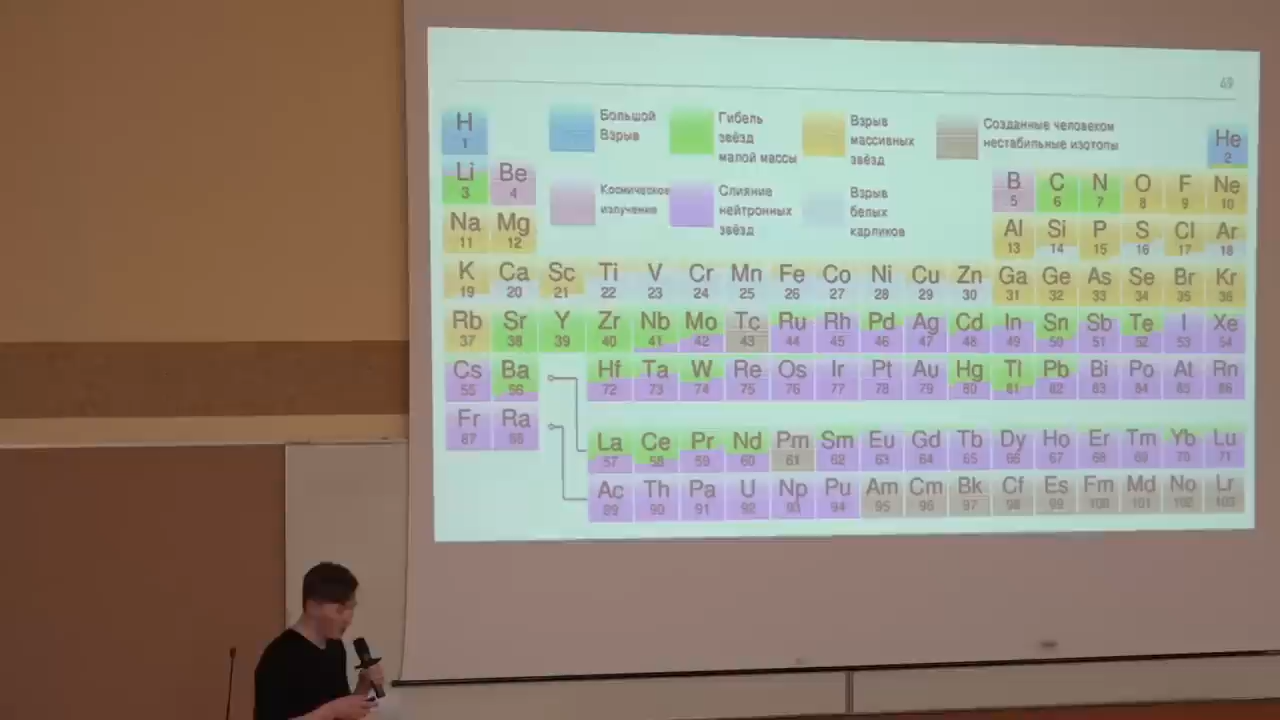 49
H
1
Большой
Взрыв
Гибель
звёзд
малой массы
Взрыв
массивных
звёзд
Созданные человеком
нестабильные изотопы
He
2
Li Be
3 4
Космическое
излучение
Слияние
нейтронных
звёзд
Взрыв
белых
карликов
B C N O F Ne
5 6 7 8 9 10
Na Mg Al Si P S Cl Ar
11 12 13 14 15 16 17 18
K Ca Sc Ti V Cr Mn Fe Co Ni Cu Zn Ga Ge As Se Br Kr
19 20 21 22 23 24 25 26 27 28 29 30 31 32 33 34 35 36
Rb Sr Y Zr Nb Mo Tc Ru Rh Pd Ag Cd In Sn Sb Te I Xe
37 38 39 40 41 42 43 44 45 46 47 48 49 50 51 52 53 54
Cs Ba Hf Ta W Re Os Ir Pt Au Hg Tl Pb Bi Po At Rn
55 56 72 73 74 75 76 77 78 79 80 81 82 83 84 85 86
Fr Ra
87 88
La Ce Pr Nd Pm Sm Eu Gd Tb Dy Ho Er Tm Yb Lu
57 58 59 60 61 62 63 64 65 66 67 68 69 70 71
Ac Th Pa U Np Pu Am Cm Bk Cf Es Fm Md No Lr
89 90 91 92 93 94 95 96 97 98 99 100 101 102 103